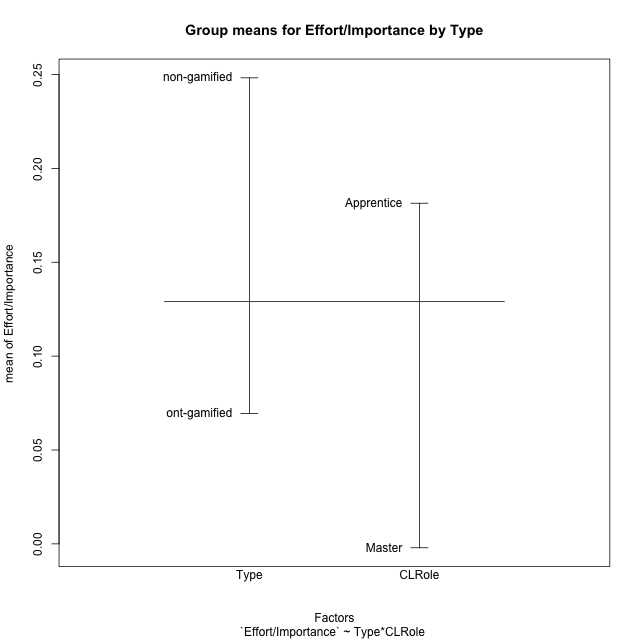 Group means for Effort/Importance by Type
mean of Effort/Importance
0.25
0.20
0.15
0.10
0.05
0.00
non-gamified
Apprentice
ont-gamified
Master
Type
CLRole
Factors
`Effort/Importance` ~ Type*CLRole